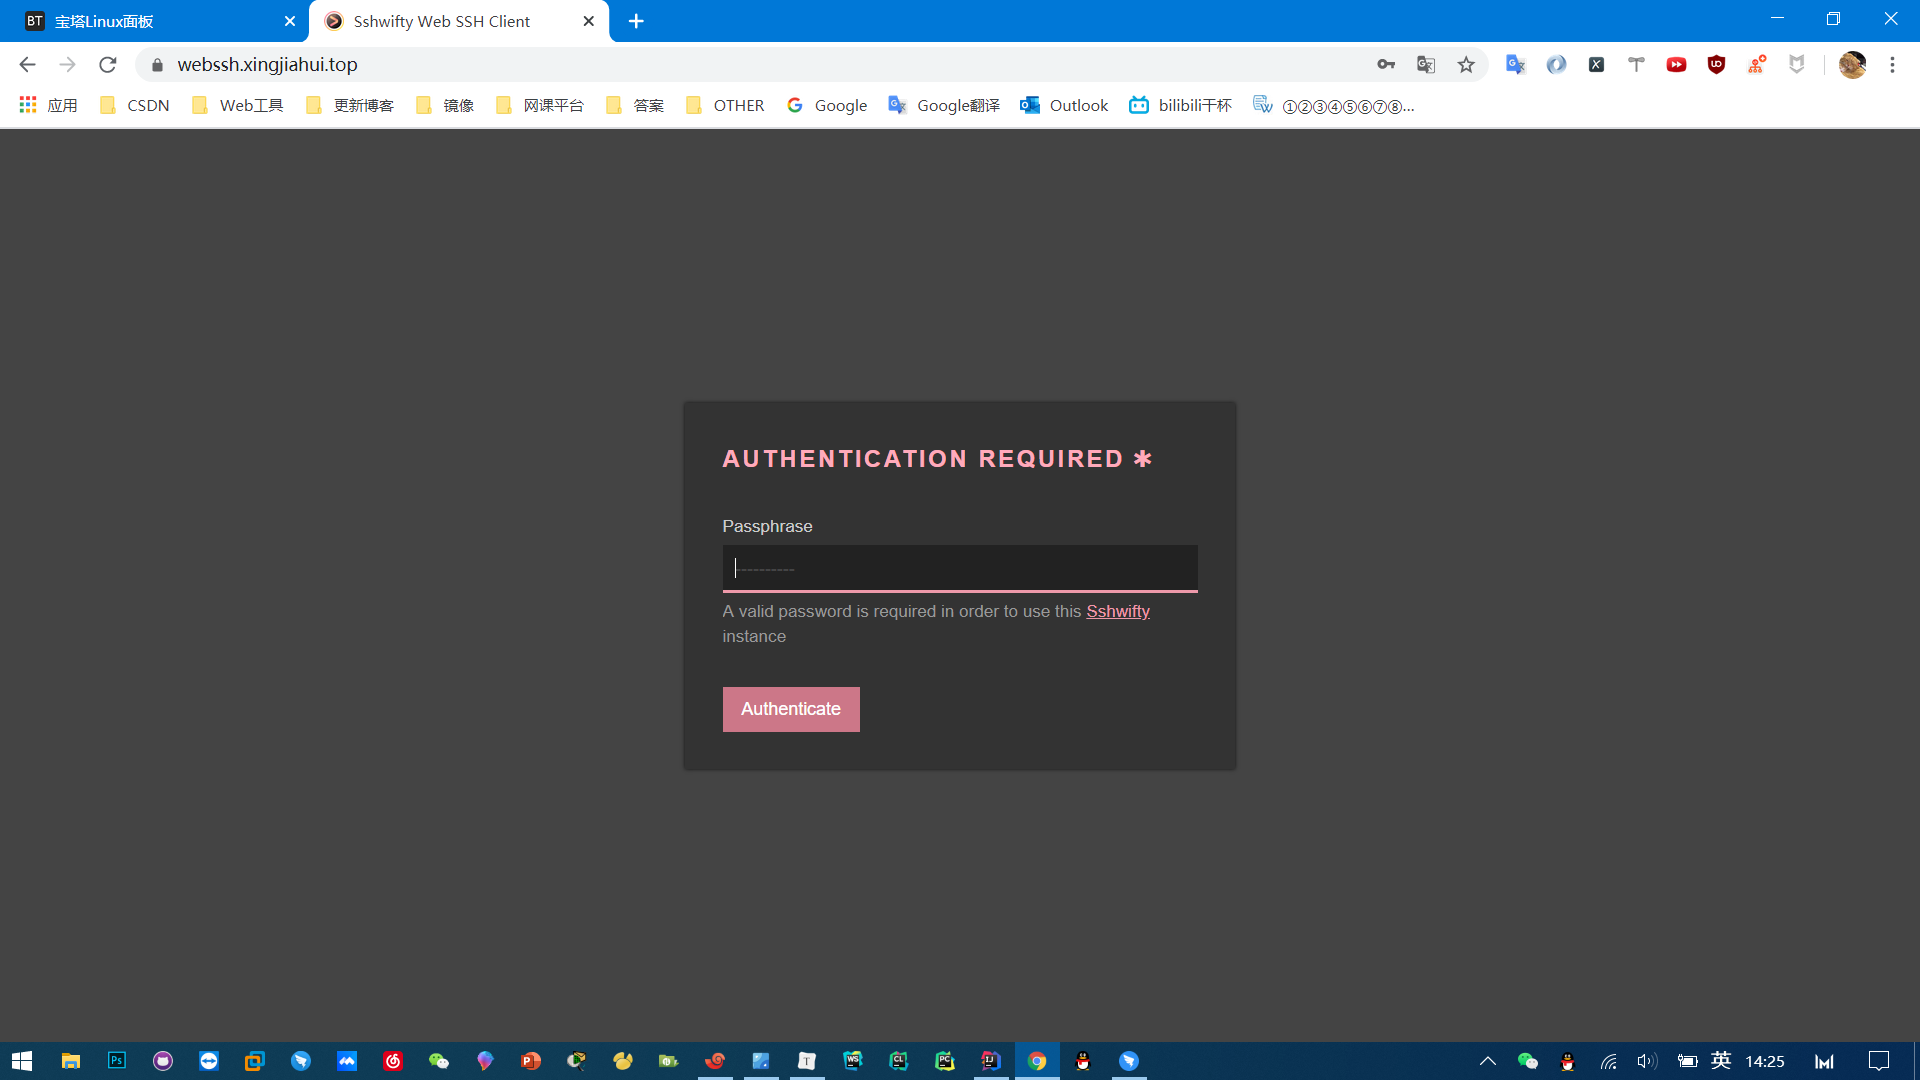 BT 宝塔Linux面板
Sshwifty Web SSH Client
webssh.xingjiahui.top
应用 CSDN Web工具 更新博客 镜像 网课平台 答案 OTHER Google Google翻译 Outlook bilibili干杯 ①②③④⑤⑥⑦⑧...
AUTHENTICATION REQUIRED ✱
Passphrase
----------
A valid password is required in order to use this Sshwifty
instance
Authenticate
英 14:25